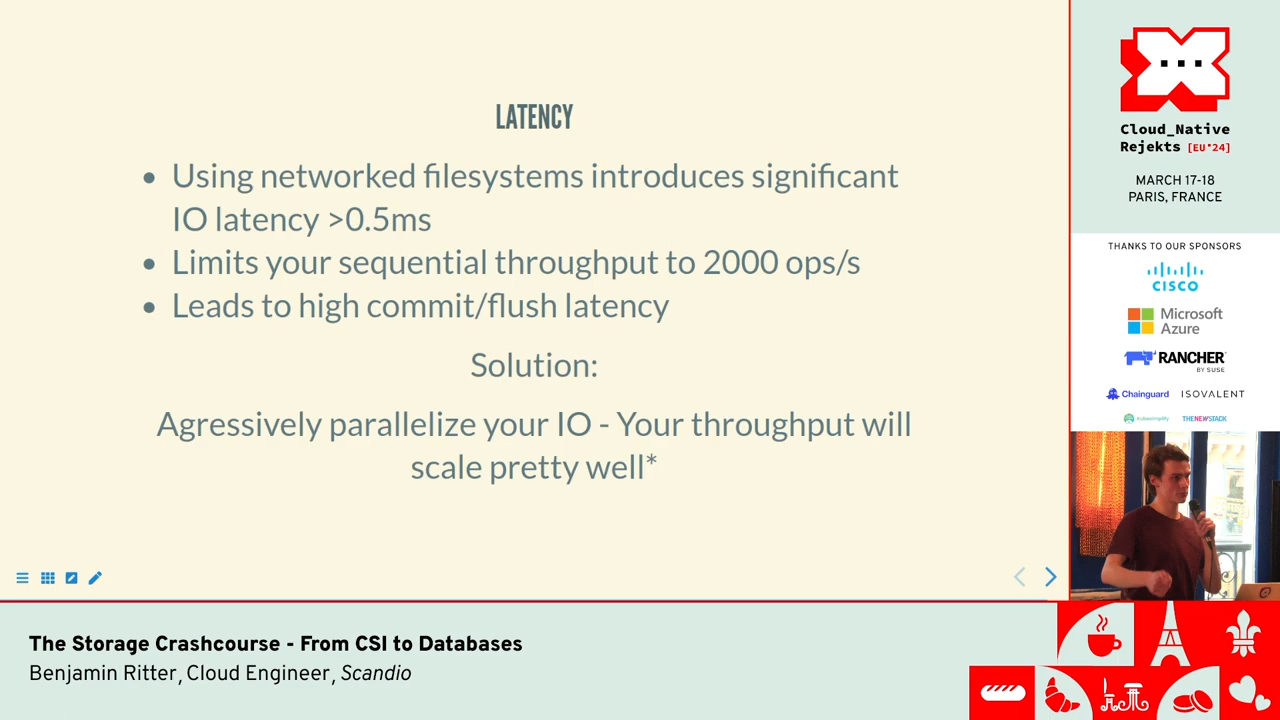 LATENCY
• Using networked filesystems introduces significant
IO latency >0.5ms
• Limits your sequential throughput to 2000 ops/s
• Leads to high commit/flush latency
Solution:
Agressively parallelize your IO - Your throughput will
scale pretty well*
Cloud_Native
Rejekts [EU'24]
MARCH 17-18
PARIS, FRANCE
THANKS TO OUR SPONSORS
CISCO
Microsoft
Azure
RANCHER
BY SUSE
Chainguard ISOVALENT
Kubesimplify THENEWSTACK
The Storage Crashcourse - From CSI to Databases
Benjamin Ritter, Cloud Engineer, Scandio